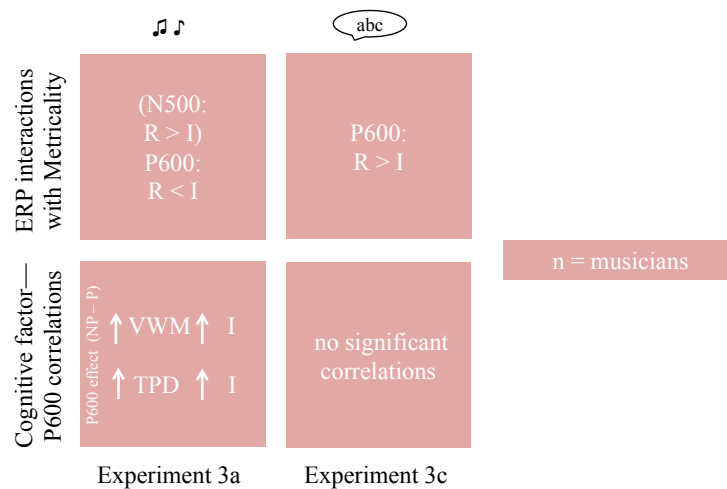 abc
ERP interactions
with Metricality
(N500:
R > I)
P600:
R < I
P600:
R > I
n = musicians
Cognitive factor—
P600 correlations
P600 effect (NP – P)
↑ VWM ↑ I
↑ TPD ↑ I
no significant
correlations
Experiment 3a
Experiment 3c